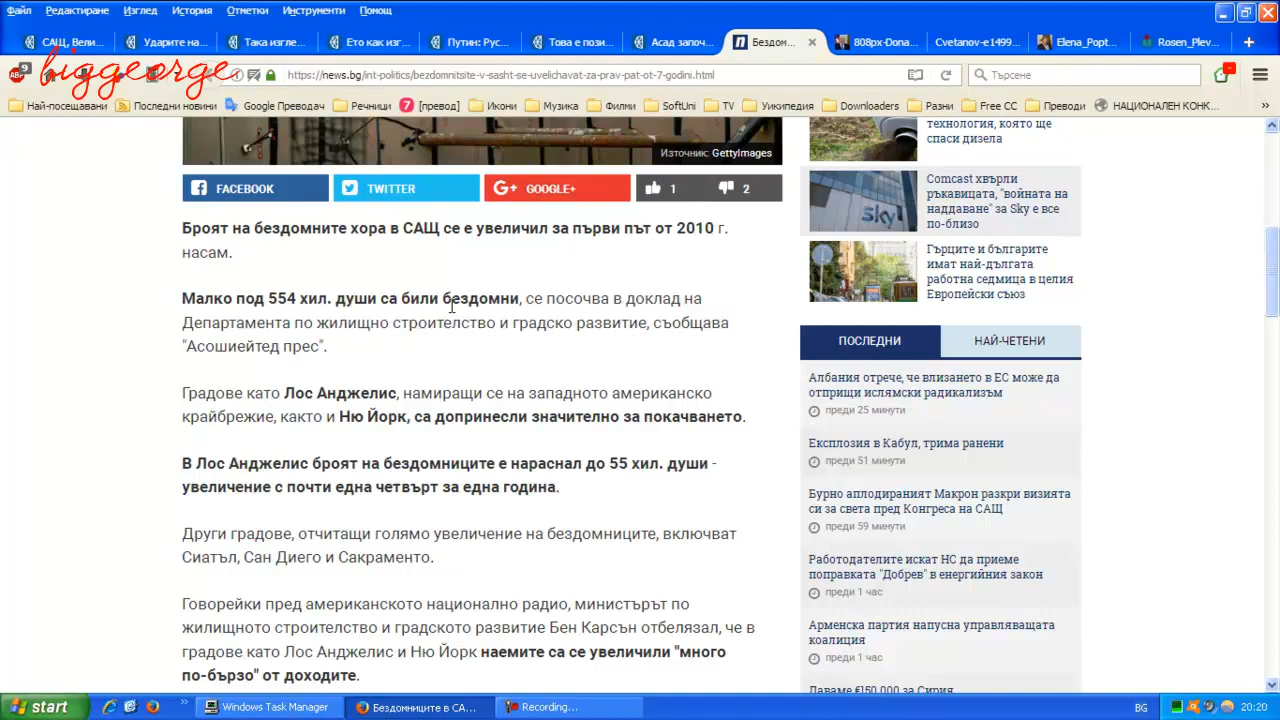 Файл Редактиране Изглед История Отметки Инструменти Помощ
САЩ, Вели... Ударите на... Така изгле... Ето как изг... Путин: Рус... Това е пози... Асад започ... Бездом... 808px-Dona... Cvetanov-e1499... Elena_Popt... Rosen_Plev...
biggeorge
ABP 9
https://news.bg/int-politics/bezdomnitsite-v-sasht-se-uvelichavat-za-prav-pat-ot-7-godini.html
Търсене
Най-посещавани Последни новини Google Преводач Речници [превод] Икони Музика Филми SoftUni TV Уикипедия Downloaders Разни Free CC Преводи НАЦИОНАЛЕН КОНК...
Източник: GettyImages
FACEBOOK TWITTER GOOGLE+ 1 2
Броят на бездомните хора в САЩ се е увеличил за първи път от 2010 г.
насам.
Малко под 554 хил. души са били бездомни, се посочва в доклад на
Департамента по жилищно строителство и градско развитие, съобщава
"Асошиейтед прес".
Градове като Лос Анджелис, намиращи се на западното американско
крайбрежие, както и Ню Йорк, са допринесли значително за покачването.
В Лос Анджелис броят на бездомниците е нараснал до 55 хил. души -
увеличение с почти една четвърт за една година.
Други градове, отчитащи голямо увеличение на бездомниците, включват
Сиатъл, Сан Диего и Сакраменто.
Говорейки пред американското национално радио, министърът по
жилищното строителство и градското развитие Бен Карсън отбелязал, че в
градове като Лос Анджелис и Ню Йорк наемите са се увеличили "много
по-бързо" от доходите.
технология, която ще
спаси дизела
sky
Comcast хвърли
ръкавицата, "войната на
наддаване" за Sky е все
по-близо
Гърците и българите
имат най-дългата
работна седмица в целия
Европейски съюз
ПОСЛЕДНИ НАЙ-ЧЕТЕНИ
Албания отрече, че влизането в ЕС може да
отприщи ислямски радикализъм
преди 25 минути
Експлозия в Кабул, трима ранени
преди 51 минути
Бурно аплодираният Макрон разкри визията
си за света пред Конгреса на САЩ
преди 59 минути
Работодателите искат НС да приеме
поправката "Добрев" в енергийния закон
преди 1 час
Арменска партия напусна управляващата
коалиция
преди 1 час
Даваме €150 000 за Сирия
start Windows Task Manager Бездомниците в СА... Recording... BG 20:20